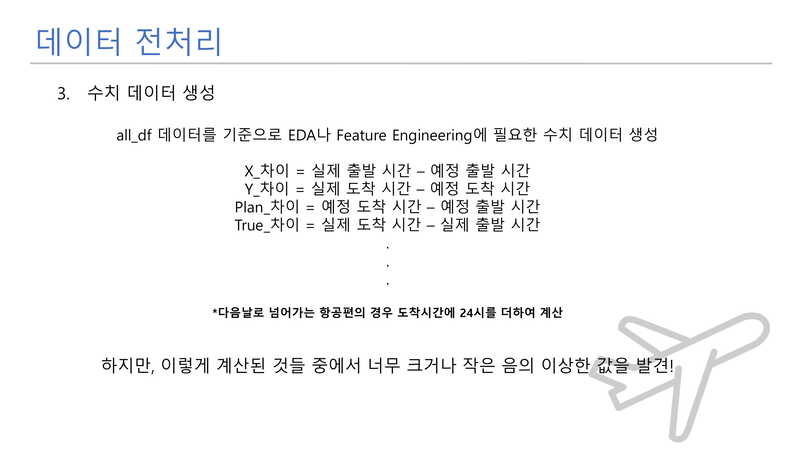 데이터 전처리
3. 수치 데이터 생성
all_df 데이터를 기준으로 EDA나 Feature Engineering에 필요한 수치 데이터 생성
X_차이 = 실제 출발 시간 – 예정 출발 시간
Y_차이 = 실제 도착 시간 – 예정 도착 시간
Plan_차이 = 예정 도착 시간 – 예정 출발 시간
True_차이 = 실제 도착 시간 – 실제 출발 시간
.
.
.
*다음날로 넘어가는 항공편의 경우 도착시간에 24시를 더하여 계산
하지만, 이렇게 계산된 것들 중에서 너무 크거나 작은 음의 이상한 값을 발견!